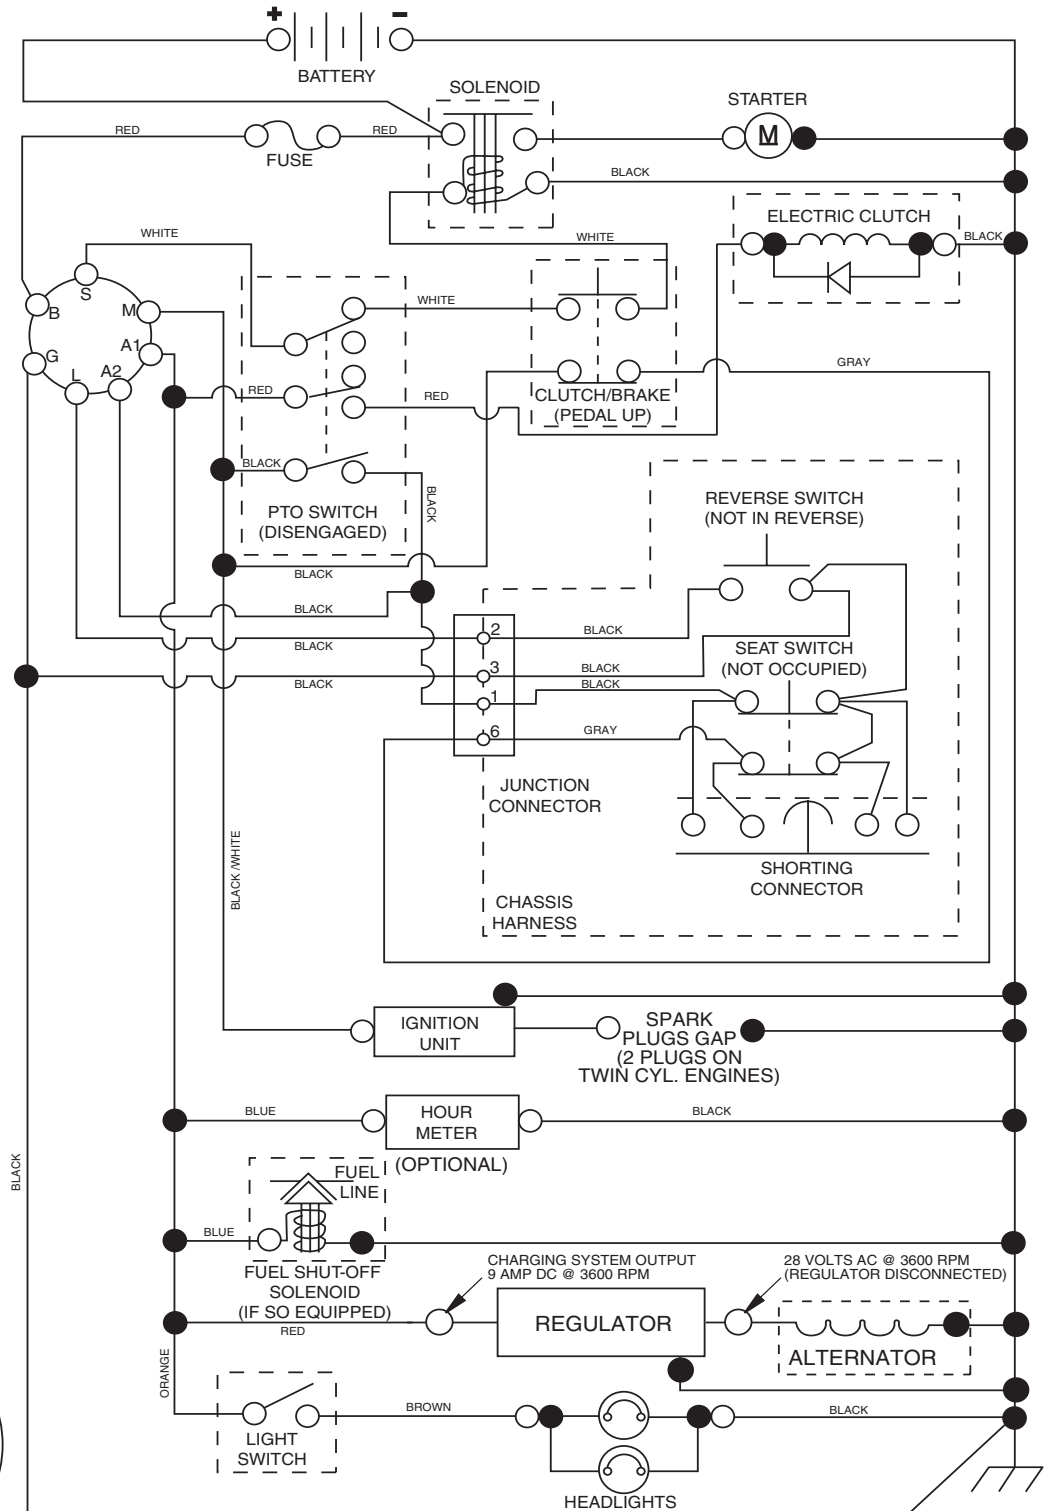 + -
BATTERY
SOLENOID
STARTER
M
RED
FUSE
RED
BLACK
ELECTRIC CLUTCH
BLACK
WHITE
WHITE
S
B
M
A1
G
L
A2
WHITE
GRAY
RED
RED
CLUTCH/BRAKE
(PEDAL UP)
BLACK
BLACK
PTO SWITCH
(DISENGAGED)
REVERSE SWITCH
(NOT IN REVERSE)
BLACK
BLACK
2
BLACK
BLACK
SEAT SWITCH
(NOT OCCUPIED)
3
BLACK
BLACK
1
BLACK
6
GRAY
JUNCTION
CONNECTOR
BLACK /WHITE
SHORTING
CONNECTOR
CHASSIS
HARNESS
IGNITION
UNIT
SPARK
PLUGS GAP
(2 PLUGS ON
TWIN CYL. ENGINES)
BLUE
HOUR
METER
(OPTIONAL)
BLACK
BLACK
FUEL
LINE
BLUE
FUEL SHUT-OFF
SOLENOID
(IF SO EQUIPPED)
RED
CHARGING SYSTEM OUTPUT
9 AMP DC @ 3600 RPM
28 VOLTS AC @ 3600 RPM
(REGULATOR DISCONNECTED)
REGULATOR
ALTERNATOR
ORANGE
LIGHT
SWITCH
BROWN
BLACK
HEADLIGHTS